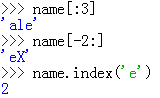 >>> name[:3]
'ale'
>>> name[-2:]
'eX'
>>> name.index('e')
2